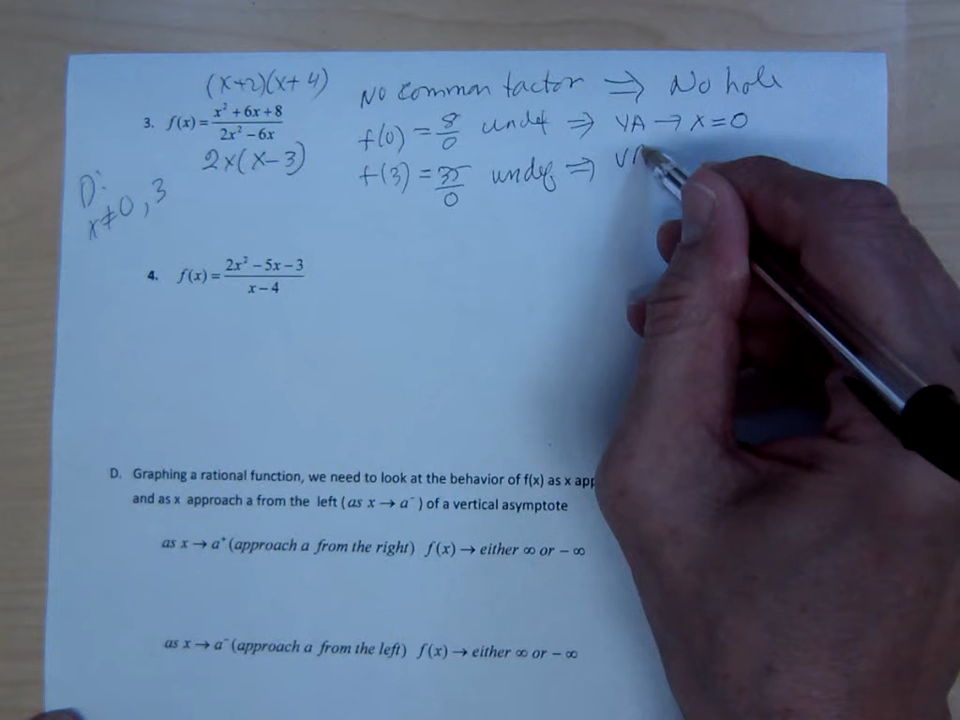 (x+2)(x+4)
3. f(x) = x² + 6x + 8 / 2x² − 6x
2x(x−3)
D:
x≠0, 3
No common factor ⇒ No hole
f(0) = 8/0 undef ⇒ VA → x=0
f(3) = 35/0 undef ⇒ VA
4. f(x) = 2x² − 5x − 3 / x − 4
D. Graphing a rational function, we need to look at the behavior of f(x) as x
and as x approach a from the left (as x → a⁻) of a vertical asymptote
as x → a⁺ (approach a from the right) f(x) → either ∞ or − ∞
as x → a⁻ (approach a from the left) f(x) → either ∞ or − ∞